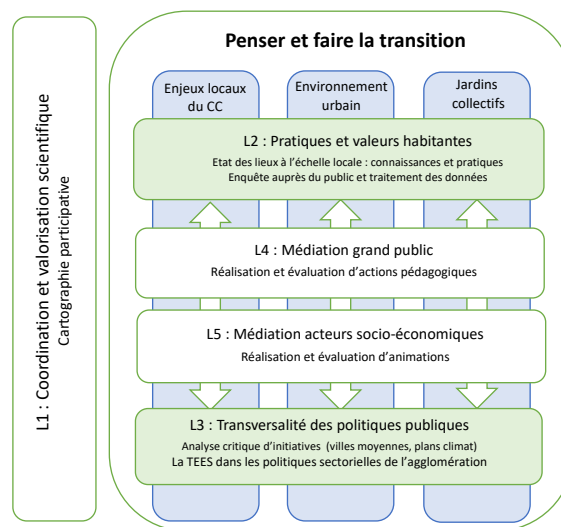 L1 : Coordination et valorisation scientifique
Cartographie participative
Penser et faire la transition
Enjeux locaux
du CC
Environnement
urbain
Jardins
collectifs
L2 : Pratiques et valeurs habitantes
Etat des lieux à l'échelle locale : connaissances et pratiques
Enquête auprès du public et traitement des données
L4 : Médiation grand public
Réalisation et évaluation d'actions pédagogiques
L5 : Médiation acteurs socio-économiques
Réalisation et évaluation d'animations
L3 : Transversalité des politiques publiques
Analyse critique d'initiatives (villes moyennes, plans climat)
La TEES dans les politiques sectorielles de l'agglomération